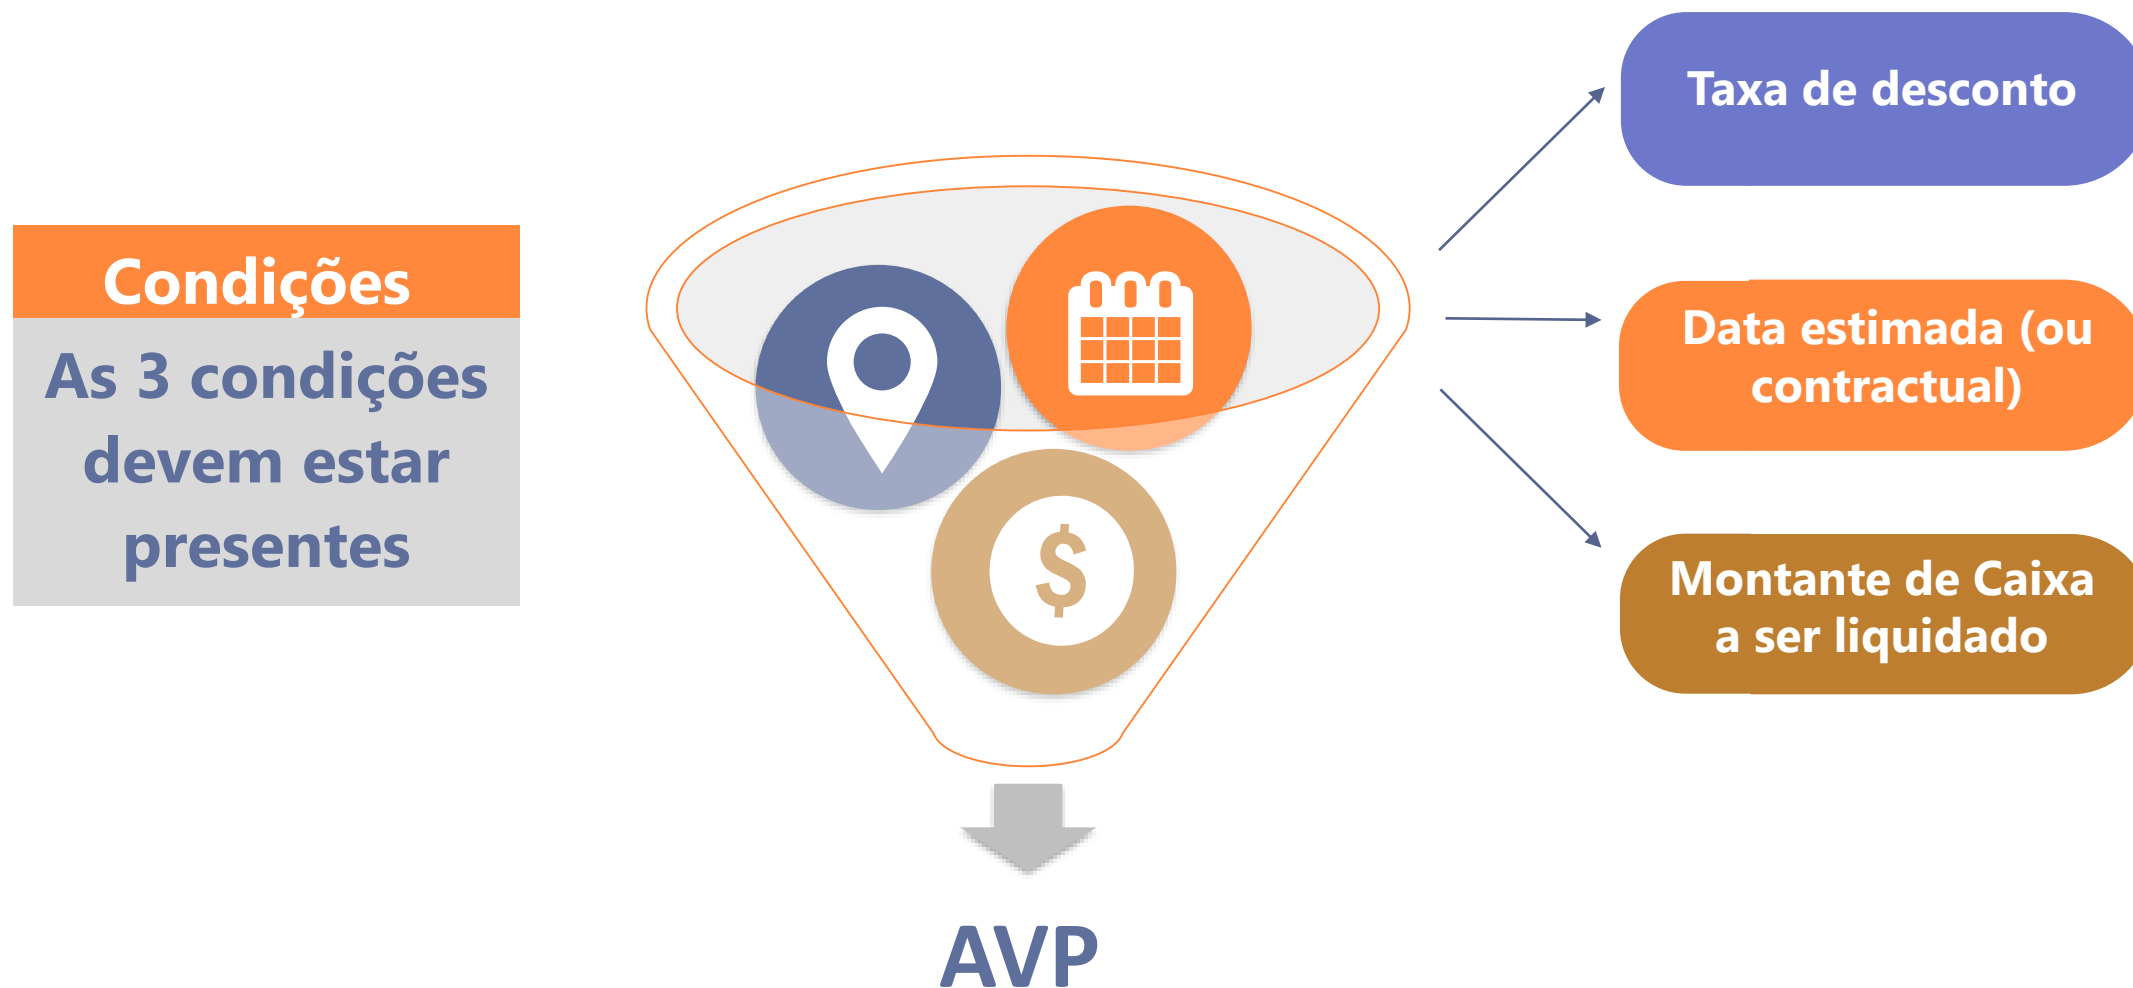 Condições
As 3 condições
devem estar
presentes
$
AVP
Taxa de desconto
Data estimada (ou
contractual)
Montante de Caixa
a ser liquidado